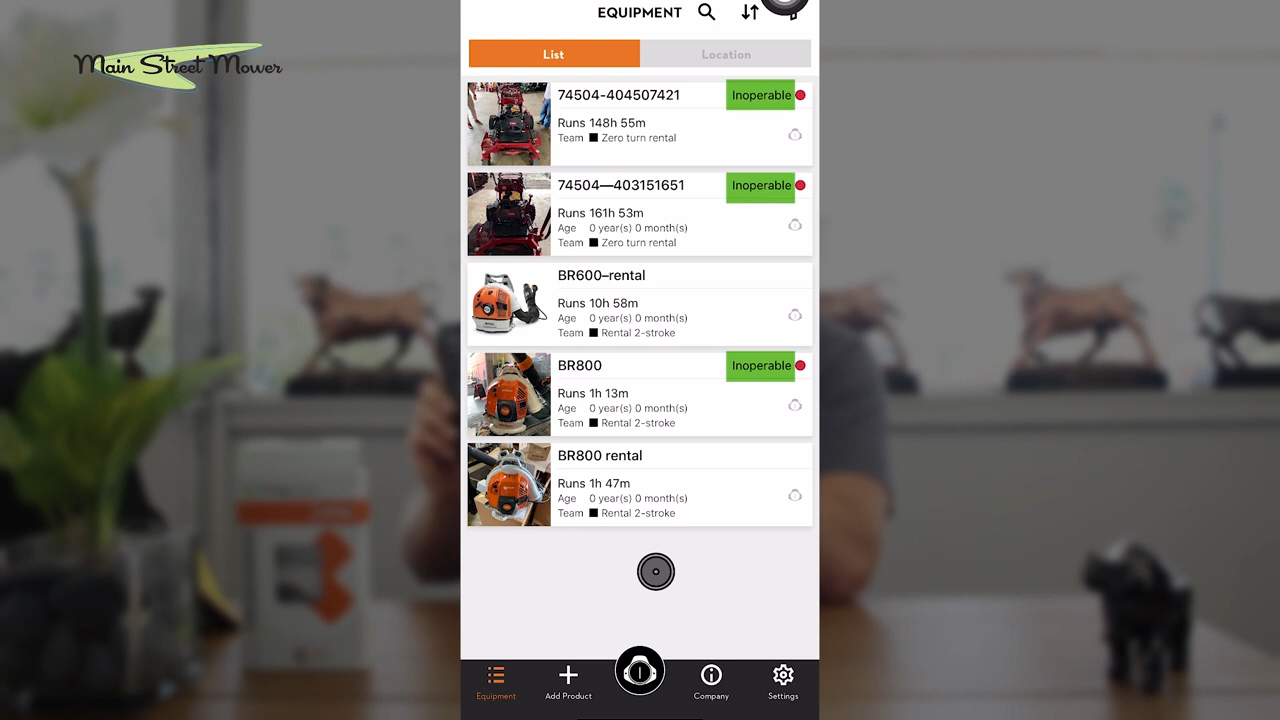 Main Street Mower
EQUIPMENT
List
Location
74504-404507421
Inoperable
Runs 148h 55m
Team Zero turn rental
74504—403151651
Inoperable
Runs 161h 53m
Age 0 year(s) 0 month(s)
Team Zero turn rental
BR600–rental
Runs 10h 58m
Age 0 year(s) 0 month(s)
Team Rental 2-stroke
BR800
Inoperable
Runs 1h 13m
Age 0 year(s) 0 month(s)
Team Rental 2-stroke
BR800 rental
Runs 1h 47m
Age 0 year(s) 0 month(s)
Team Rental 2-stroke
Equipment
Add Product
Company
Settings